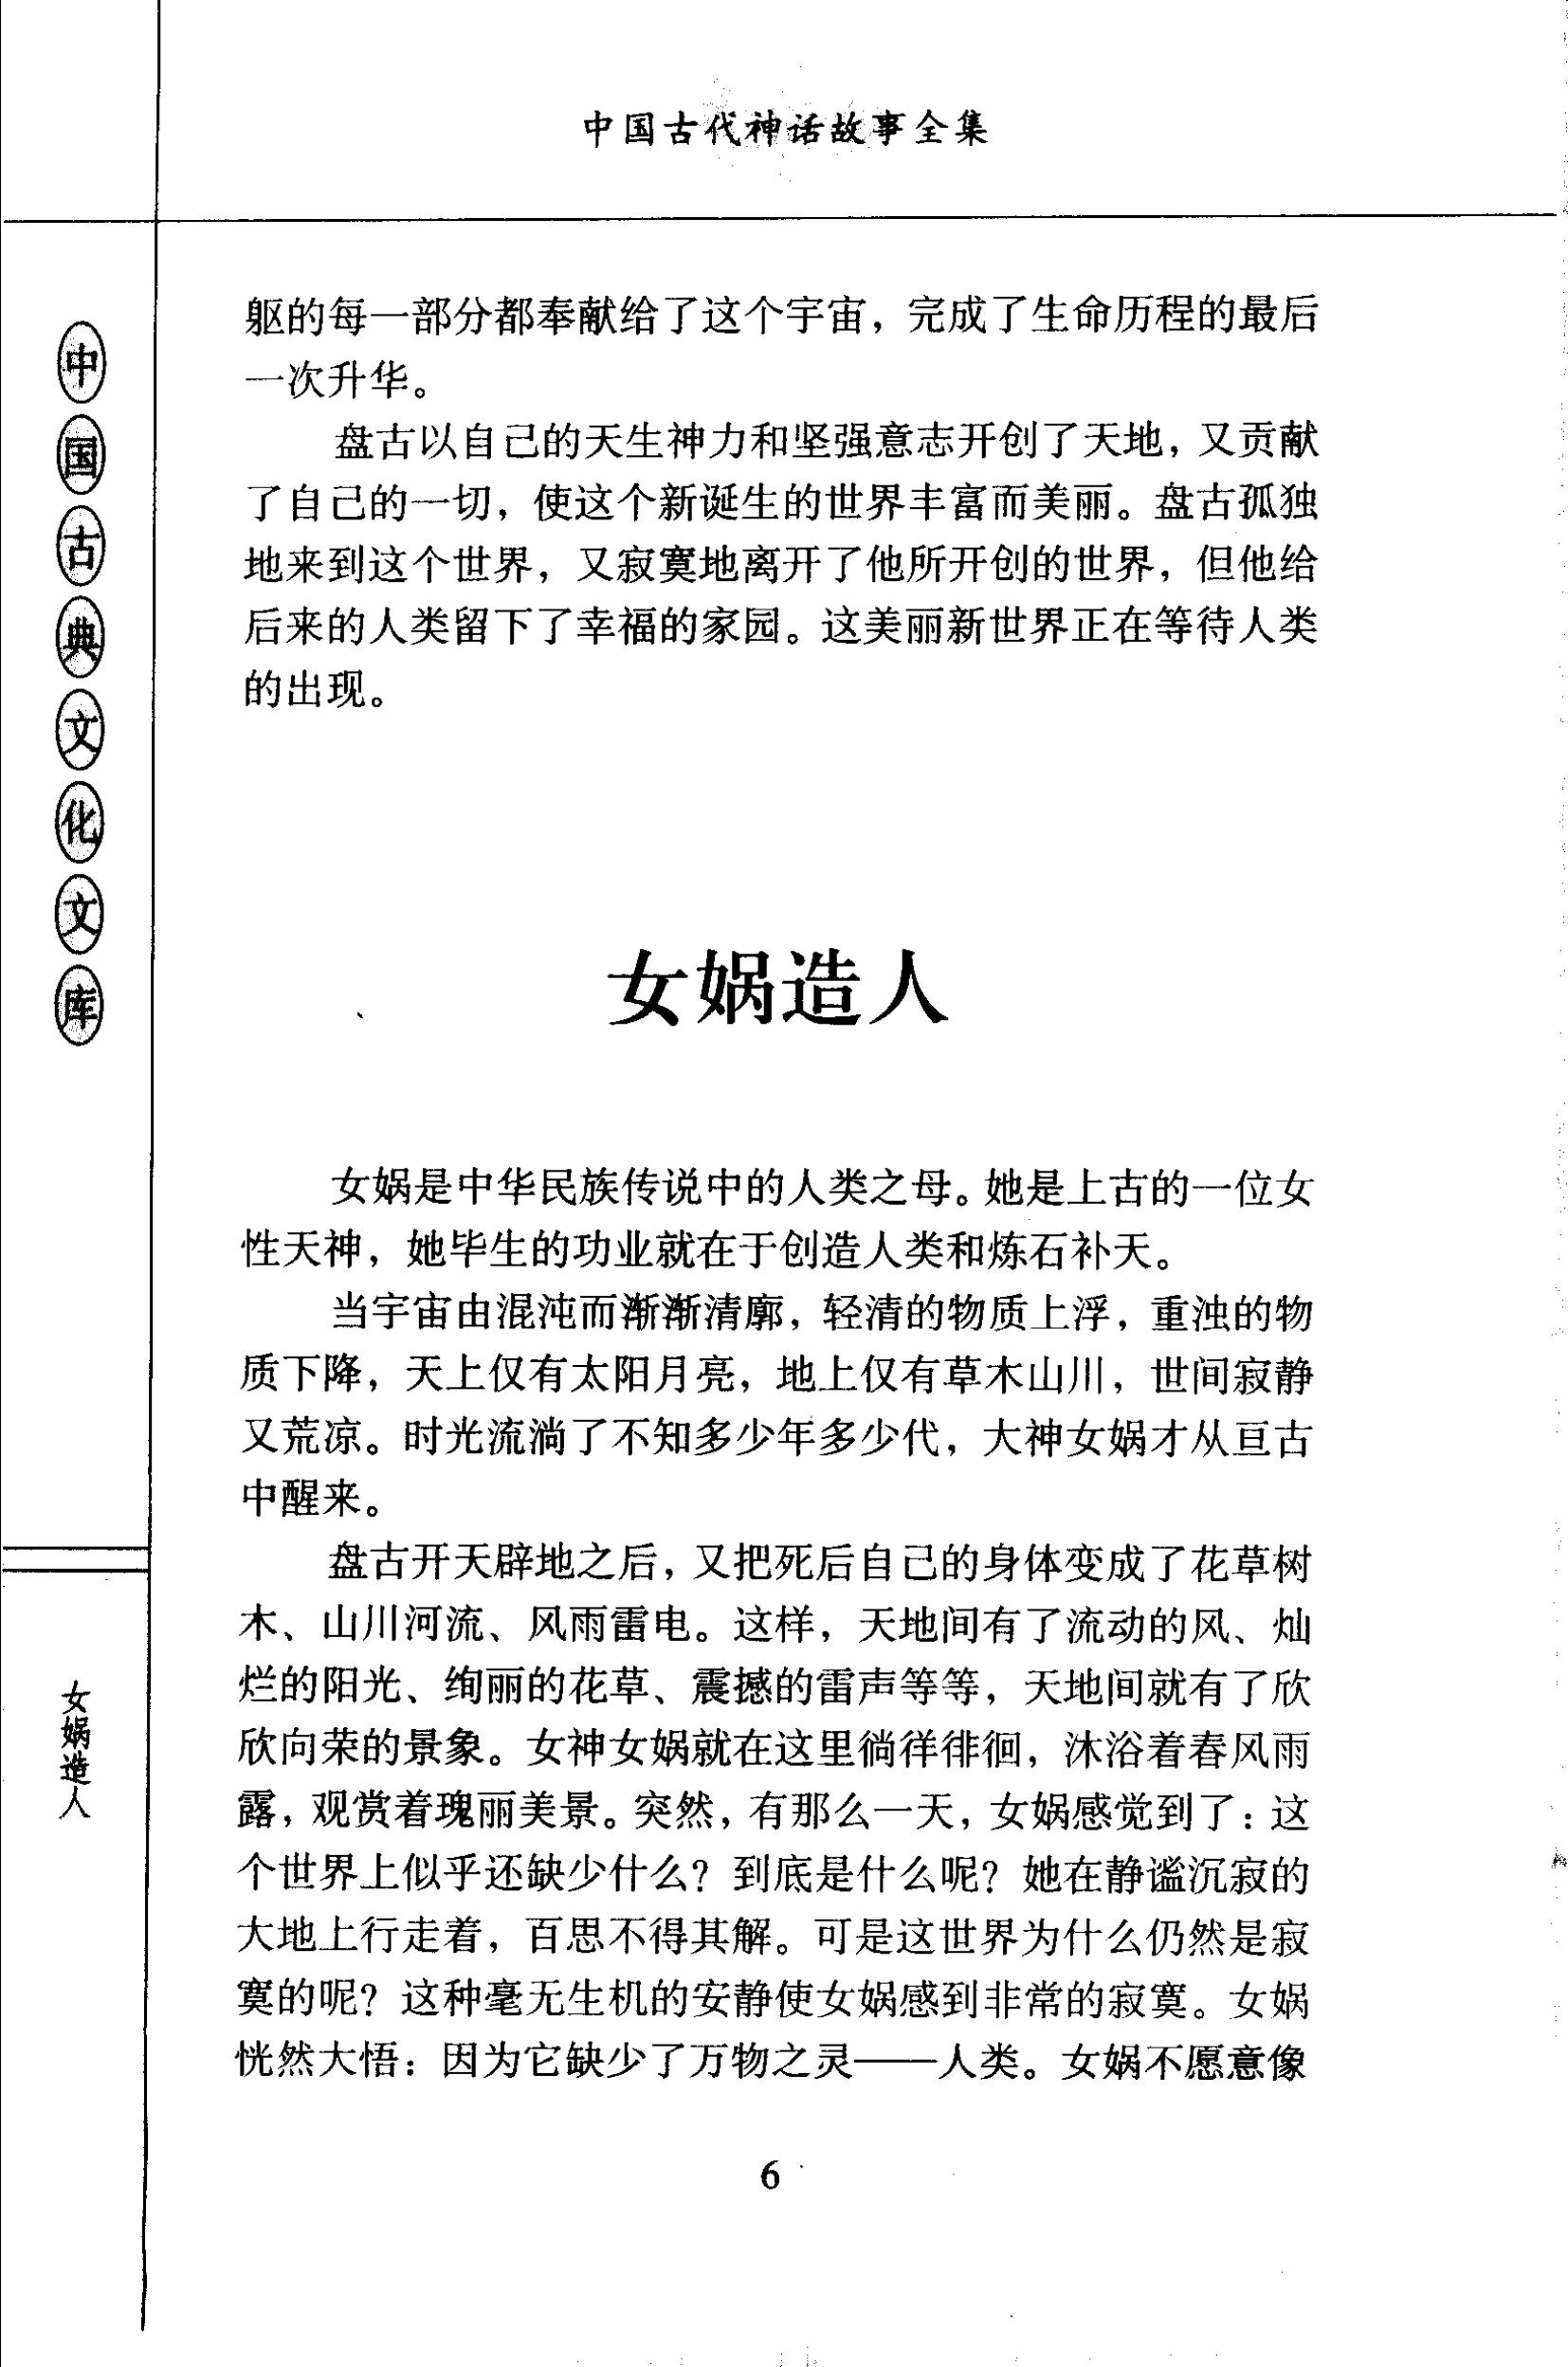 中国古代神话故事全集
中国古典文化文库
女娲造人
躯的每一部分都奉献给了这个宇宙，完成了生命历程的最后
一次升华。
盘古以自己的天生神力和坚强意志开创了天地，又贡献
了自己的一切，使这个新诞生的世界丰富而美丽。盘古孤独
地来到这个世界，又寂寞地离开了他所开创的世界，但他给
后来的人类留下了幸福的家园。这美丽新世界正在等待人类
的出现。
女娲造人
女娲是中华民族传说中的人类之母。她是上古的一位女
性天神，她毕生的功业就在于创造人类和炼石补天。
当宇宙由混沌而渐渐清廓，轻清的物质上浮，重浊的物
质下降，天上仅有太阳月亮，地上仅有草木山川，世间寂静
又荒凉。时光流淌了不知多少年多少代，大神女娲才从亘古
中醒来。
盘古开天辟地之后，又把死后自己的身体变成了花草树
木、山川河流、风雨雷电。这样，天地间有了流动的风、灿
烂的阳光、绚丽的花草、震撼的雷声等等，天地间就有了欣
欣向荣的景象。女神女娲就在这里徜徉徘徊，沐浴着春风雨
露，观赏着瑰丽美景。突然，有那么一天，女娲感觉到了：这
个世界上似乎还缺少什么？到底是什么呢？她在静谧沉寂的
大地上行走着，百思不得其解。可是这世界为什么仍然是寂
寞的呢？这种毫无生机的安静使女娲感到非常的寂寞。女娲
恍然大悟：因为它缺少了万物之灵——人类。女娲不愿意像
6